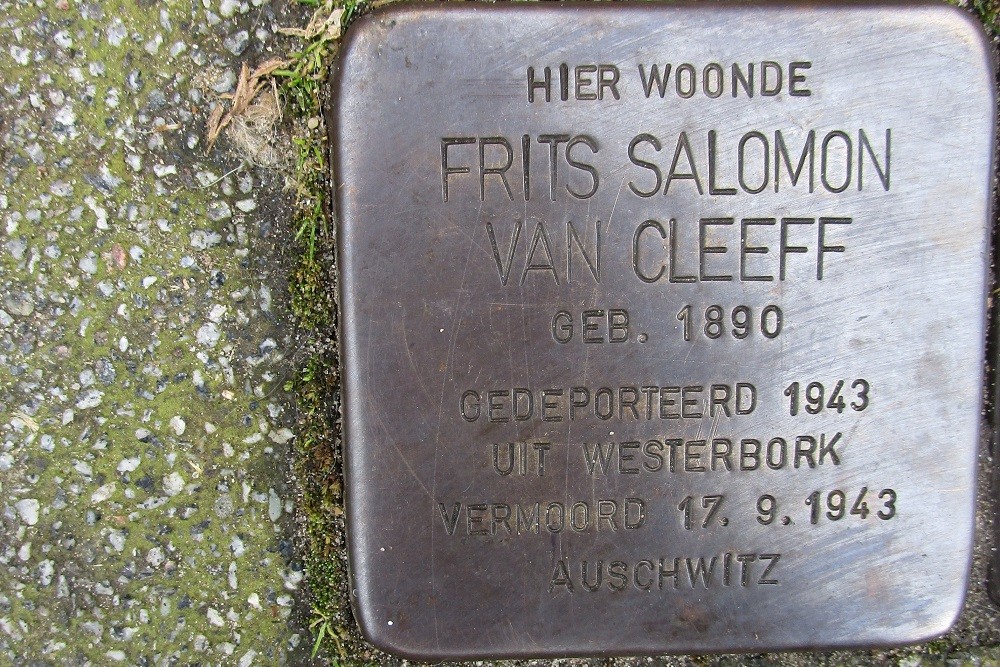 HIER WOONDE
FRITS SALOMON
VAN CLEEFF
GEB. 1890
GEDEPORTEERD 1943
UIT WESTERBORK
VERMOORD 17. 9. 1943
AUSCHWITZ